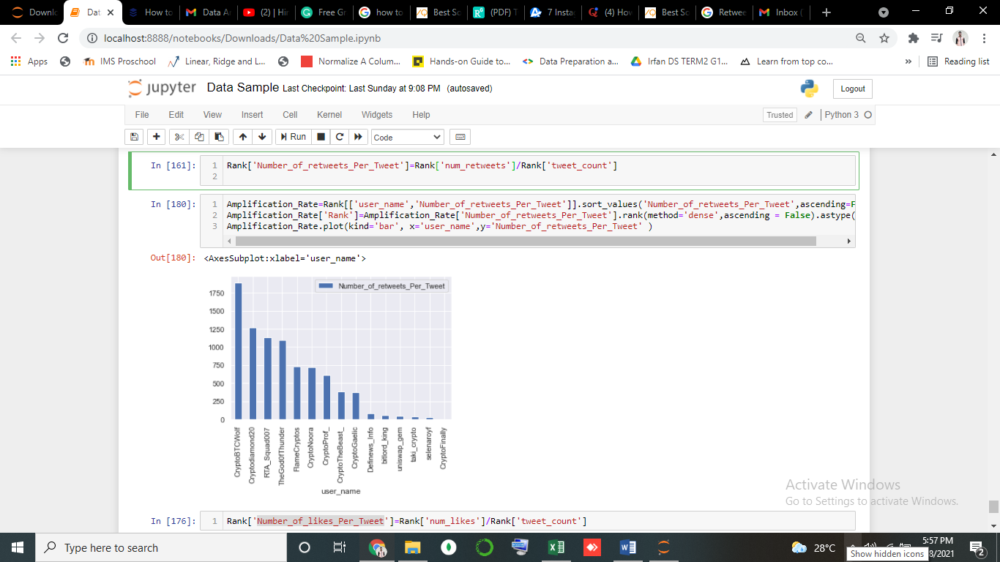 Downlo
Dat
How to
Data A
(2) | Hir
Free Gr
how to
Best Sc
(PDF) T
7 Insta
(4) How
Best Sc
Retwee
Inbox (
localhost:8888/notebooks/Downloads/Data%20Sample.ipynb
Apps
IMS Proschool
Linear, Ridge and L...
Normalize A Colum...
Hands-on Guide to...
Data Preparation a...
Irfan DS TERM2 G1...
Learn from top co...
»
Reading list
jupyter Data Sample Last Checkpoint: Last Sunday at 9:08 PM (autosaved)
Logout
File Edit View Insert Cell Kernel Widgets Help
Trusted
Python 3
Run
Code
In [161]:
1 Rank['Number_of_retweets_Per_Tweet']=Rank['num_retweets']/Rank['tweet_count']
2
In [180]:
1 Amplification_Rate=Rank[['user_name','Number_of_retweets_Per_Tweet']].sort_values('Number_of_retweets_Per_Tweet',ascending=F
2 Amplification_Rate['Rank']=Amplification_Rate['Number_of_retweets_Per_Tweet'].rank(method='dense',ascending = False).astype(
3 Amplification_Rate.plot(kind='bar', x='user_name',y='Number_of_retweets_Per_Tweet' )
Out[180]: <AxesSubplot:xlabel='user_name'>
Number_of_retweets_Per_Tweet
1750
1500
1250
1000
750
500
250
0
CryptoBTCWolf
Cryptodiamond20
RTA_Squad007
TheGod0fThunder
FlameCryptos
CryptoNoora
CryptoProf_
CryptoTheBeast_
CryptoGaelic
Definews_Info
bitlord_king
uniswap_gem
taki_crypto
selenaroyf
CryptoFinally
user_name
Activate Windows
Go to Settings to activate Windows.
In [176]:
1 Rank['Number_of_likes_Per_Tweet']=Rank['num_likes']/Rank['tweet_count']
Type here to search
28°C
5:57 PM
8/2021
Show hidden icons
2